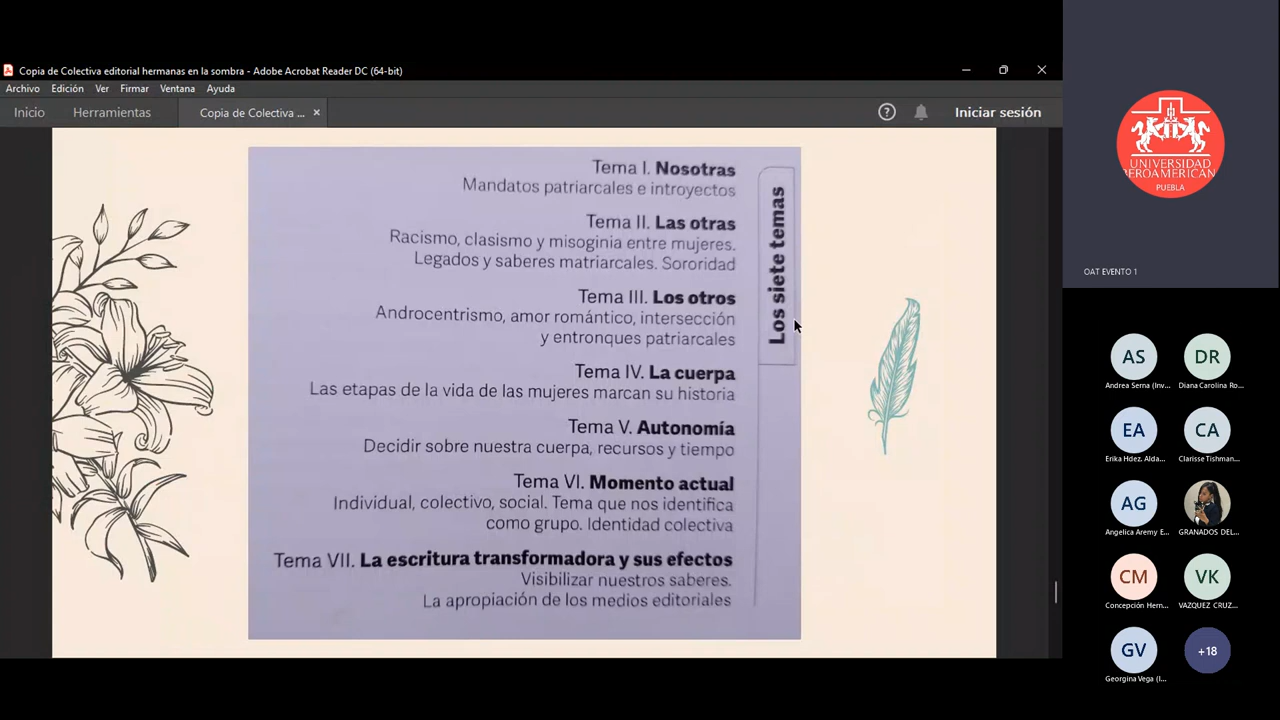 Copia de Colectiva editorial hermanas en la sombra - Adobe Acrobat Reader DC (64-bit)
Archivo Edición Ver Firmar Ventana Ayuda
Inicio Herramientas Copia de Colectiva ... × Iniciar sesión
Tema I. Nosotras
Mandatos patriarcales e introyectos
Tema II. Las otras
Racismo, clasismo y misoginia entre mujeres.
Legados y saberes matriarcales. Sororidad
Tema III. Los otros
Androcentrismo, amor romántico, intersección
y entronques patriarcales
Tema IV. La cuerpa
Las etapas de la vida de las mujeres marcan su historia
Tema V. Autonomía
Decidir sobre nuestra cuerpa, recursos y tiempo
Tema VI. Momento actual
Individual, colectivo, social. Tema que nos identifica
como grupo. Identidad colectiva
Tema VII. La escritura transformadora y sus efectos
Visibilizar nuestros saberes.
La apropiación de los medios editoriales
Los siete temas
UNIVERSIDAD
IBEROAMERICANA
PUEBLA
OAT EVENTO 1
AS DR
Andrea Serna (Inv... Diana Carolina Ro...
EA CA
Erika Hdez. Alda... Clarisse Tishman...
AG
Angelica Aremy E... GRANADOS DEL...
CM VK
Concepción Hern... VAZQUEZ CRUZ...
GV +18
Georgina Vega (I...